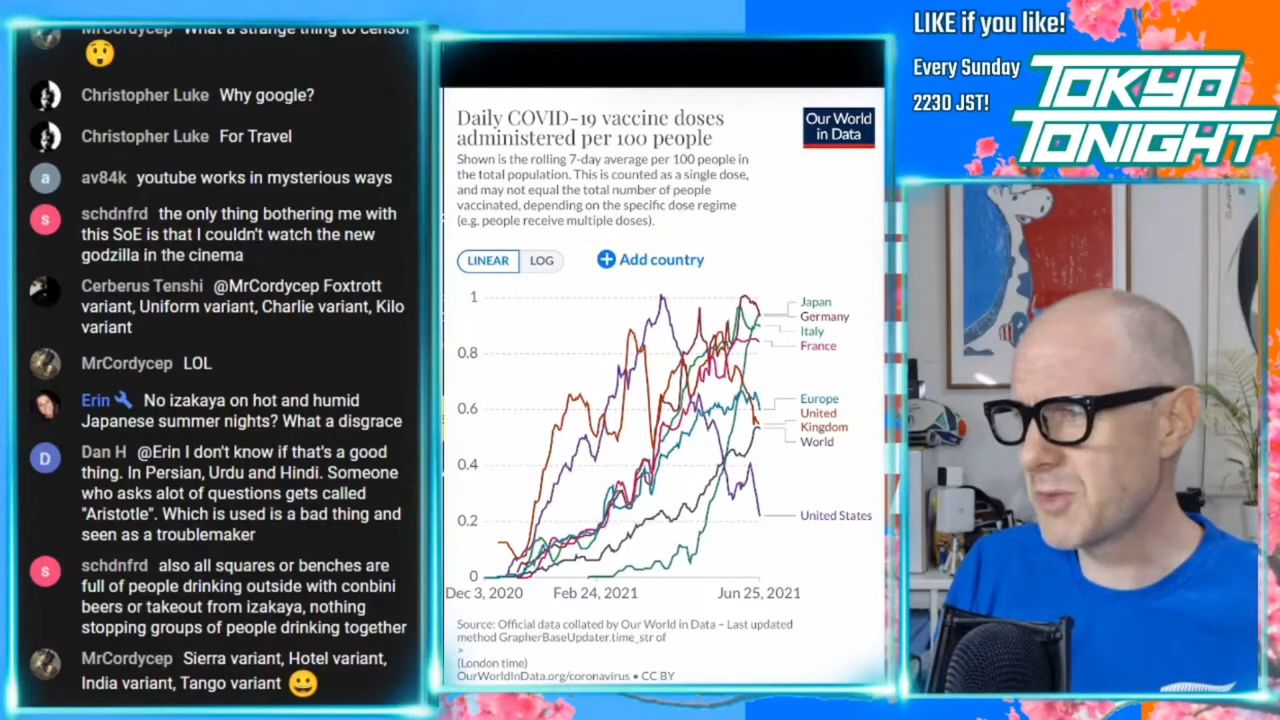 MrCordycep What a strange thing to censor
😲
Christopher Luke Why google?
Christopher Luke For Travel
a
av84k youtube works in mysterious ways
s
schdnfrd the only thing bothering me with
this SoE is that I couldn't watch the new
godzilla in the cinema
Cerberus Tenshi @MrCordycep Foxtrott
variant, Uniform variant, Charlie variant, Kilo
variant
MrCordycep LOL
Erin 🔧 No izakaya on hot and humid
Japanese summer nights? What a disgrace
D
Dan H @Erin I don't know if that's a good
thing. In Persian, Urdu and Hindi. Someone
who asks alot of questions gets called
"Aristotle". Which is used is a bad thing and
seen as a troublemaker
s
schdnfrd also all squares or benches are
full of people drinking outside with conbini
beers or takeout from izakaya, nothing
stopping groups of people drinking together
MrCordycep Sierra variant, Hotel variant,
India variant, Tango variant 😀
Daily COVID-19 vaccine doses
administered per 100 people
Our World
in Data
Shown is the rolling 7-day average per 100 people in
the total population. This is counted as a single dose,
and may not equal the total number of people
vaccinated, depending on the specific dose regime
(e.g. people receive multiple doses).
LINEAR LOG
+ Add country
1
0.8
0.6
0.4
0.2
0
Japan
Germany
Italy
France
Europe
United
Kingdom
World
United States
Dec 3, 2020 Feb 24, 2021 Jun 25, 2021
Source: Official data collated by Our World in Data – Last updated
method GrapherBaseUpdater.time_str of
>
(London time)
OurWorldInData.org/coronavirus • CC BY
LIKE if you like!
Every Sunday
2230 JST!
TOKYO
TONIGHT